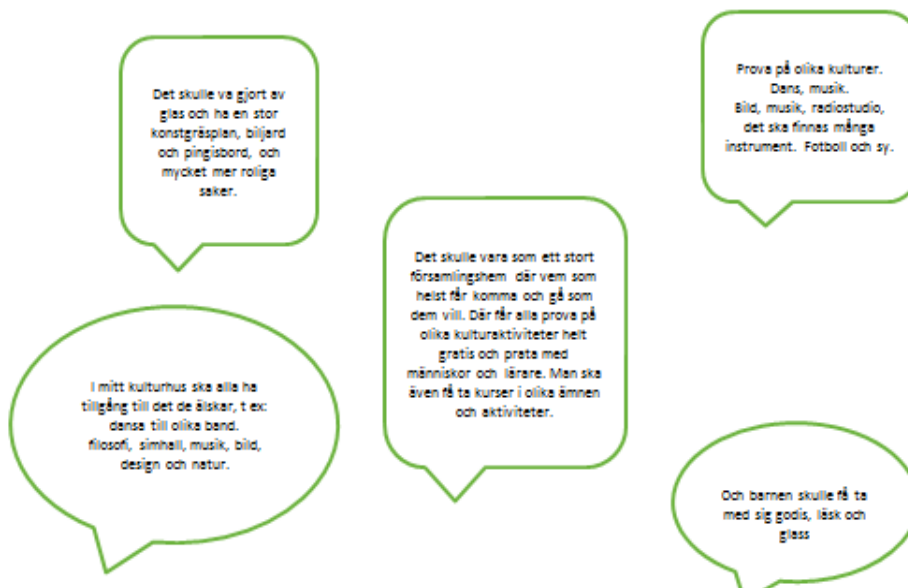 Det skulle va gjort av
glas och ha en stor
konstgräsplan, biljard
och pingisbord, och
mycket mer roliga
saker.
Prova på olika kulturer.
Dans, musik.
Bild, musik, radiostudio,
det ska finnas många
instrument. Fotboll och sy.
Det skulle vara som ett stort
församlingshem där vem som
helst får komma och gå som
dem vill. Där får alla prova på
olika kulturaktiviteter helt
gratis och prata med
människor och lärare. Man ska
även få ta kurser i olika ämnen
och aktiviteter.
I mitt kulturhus ska alla ha
tillgång till det de älskar, t ex:
dansa till olika band.
filosofi, simhall, musik, bild,
design och natur.
Och barnen skulle få ta
med sig godis, läsk och
glass